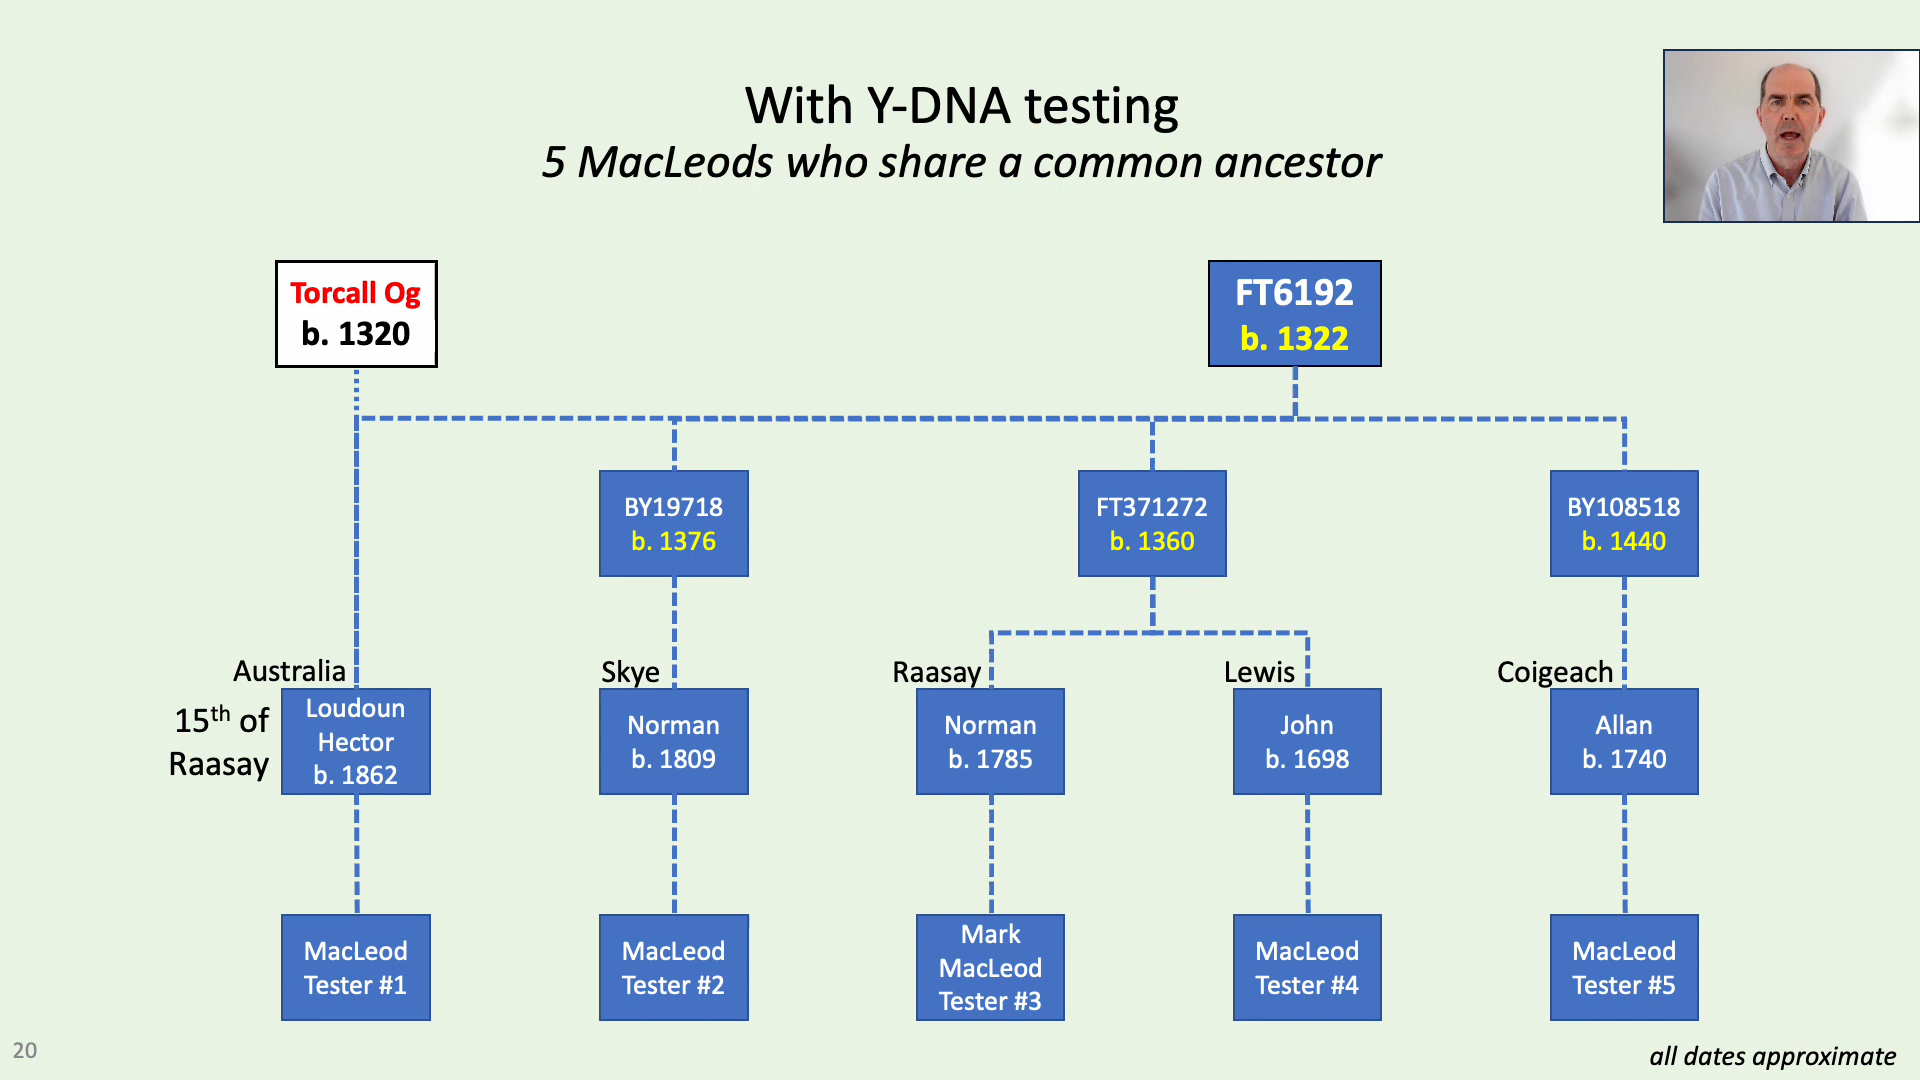 With Y-DNA testing
5 MacLeods who share a common ancestor
Torcall Og
b. 1320
FT6192
b. 1322
BY19718
b. 1376
FT371272
b. 1360
BY108518
b. 1440
Australia
15th of
Raasay
Loudoun
Hector
b. 1862
Skye
Norman
b. 1809
Raasay
Norman
b. 1785
Lewis
John
b. 1698
Coigeach
Allan
b. 1740
MacLeod
Tester #1
MacLeod
Tester #2
Mark
MacLeod
Tester #3
MacLeod
Tester #4
MacLeod
Tester #5
20
all dates approximate